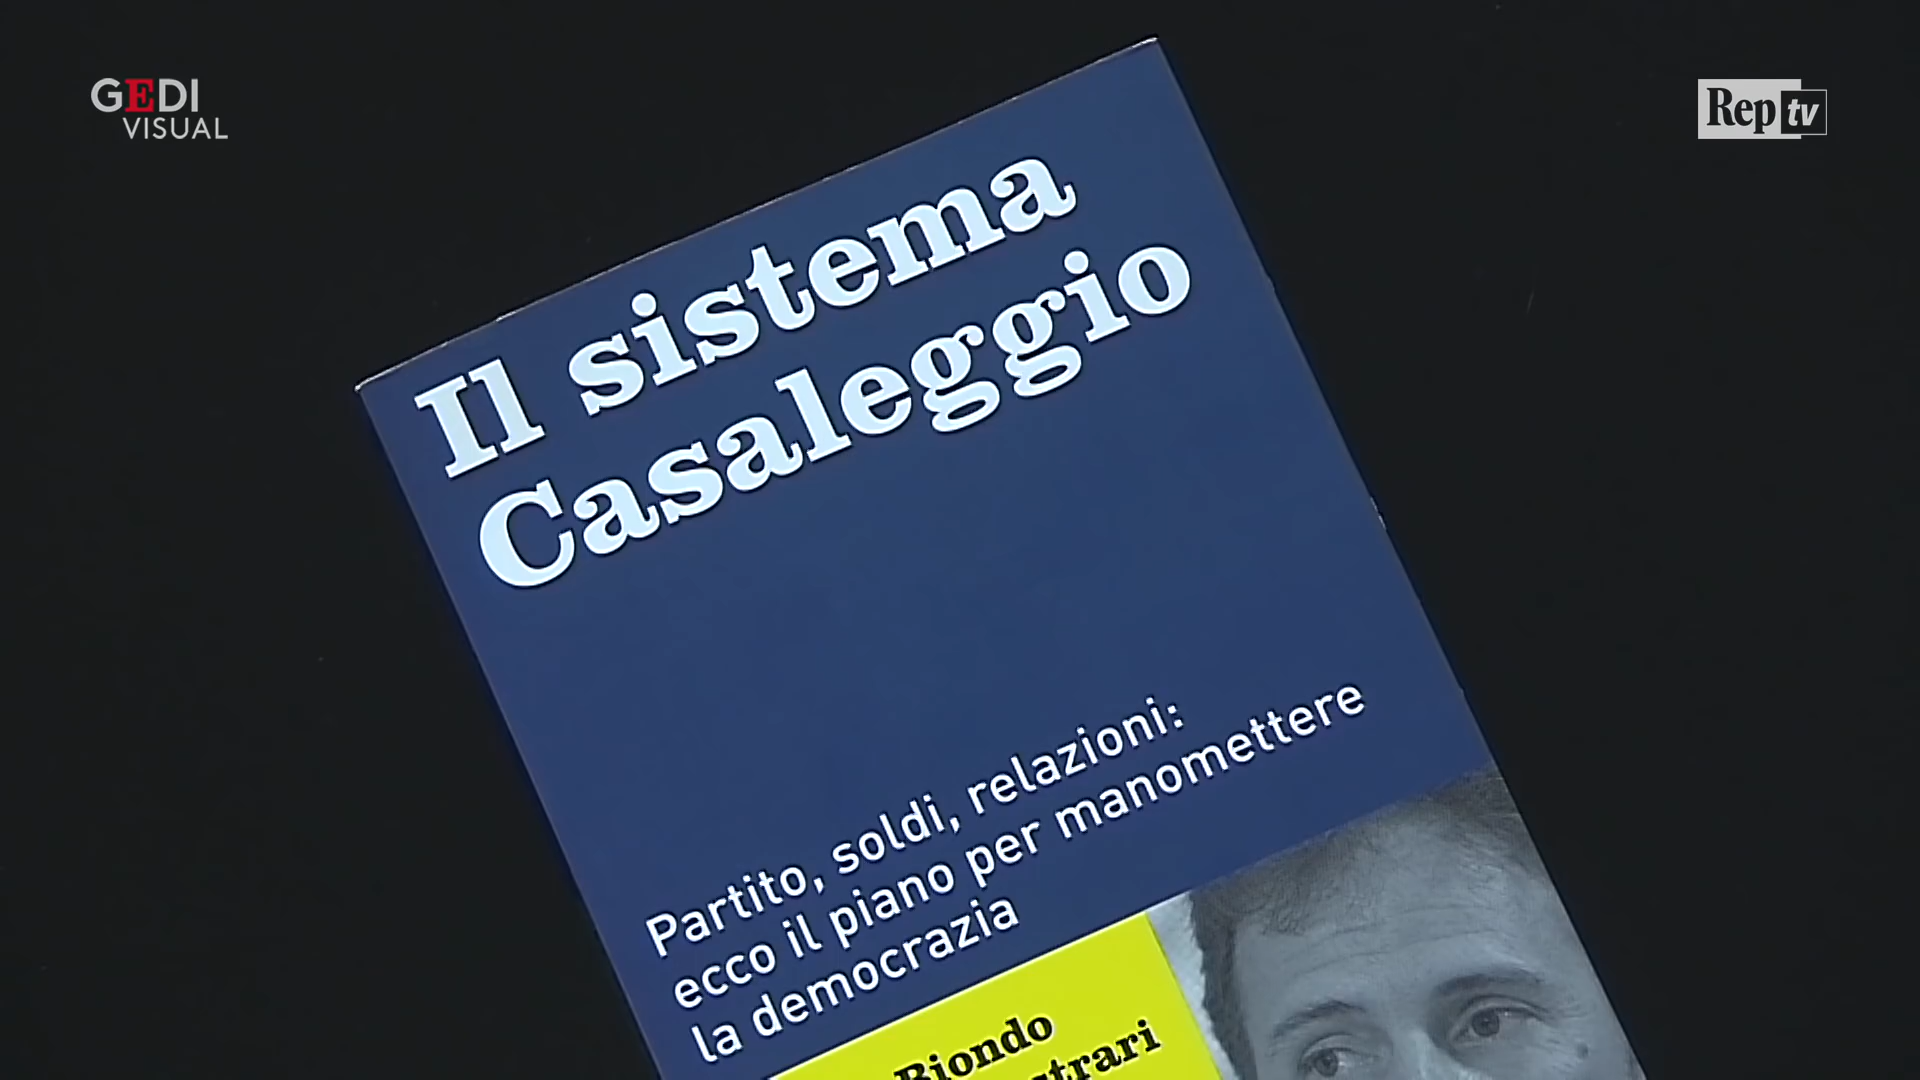 GEDI
VISUAL
Rep tv
Il sistema
Casaleggio
Partito, soldi, relazioni:
ecco il piano per manomettere
la democrazia
Biondo